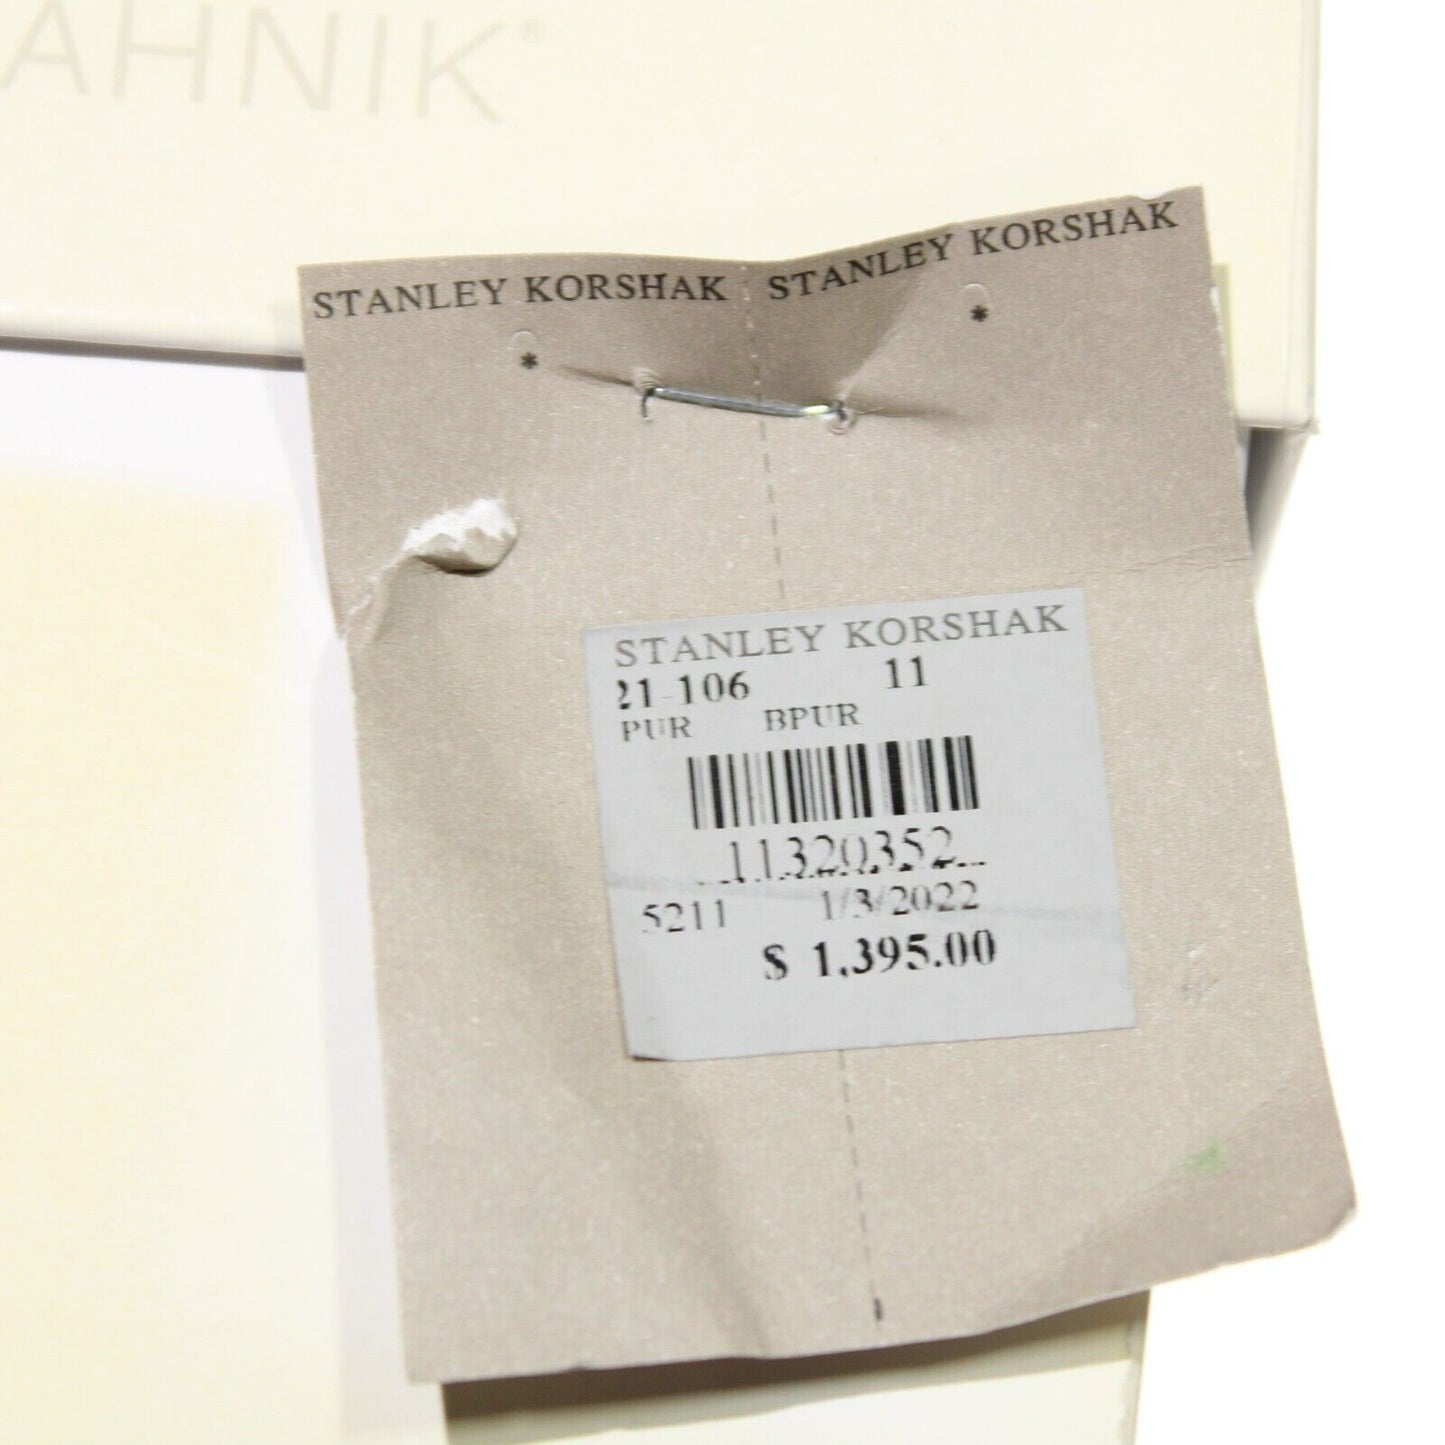 AHNIK®
STANLEY KORSHAK STANLEY KORSHAK
* *
STANLEY KORSHAK
21-106 11
PUR BPUR
11320352
5211 1/3/2022
$ 1,395.00